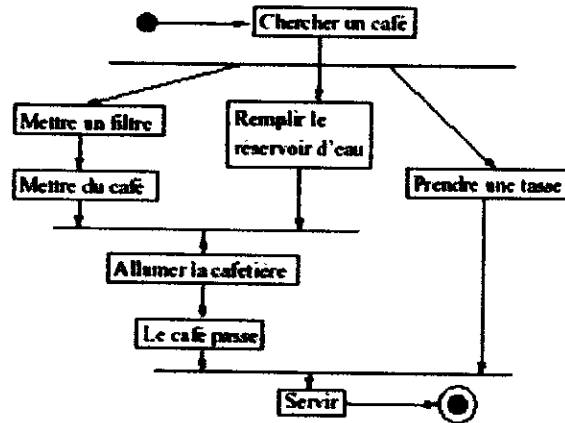 Chercher un café
Mettre un filtre
Remplir le
réservoir d'eau
Mettre du café
Prendre une tasse
Allumer la cafetière
Le café passe
Servir